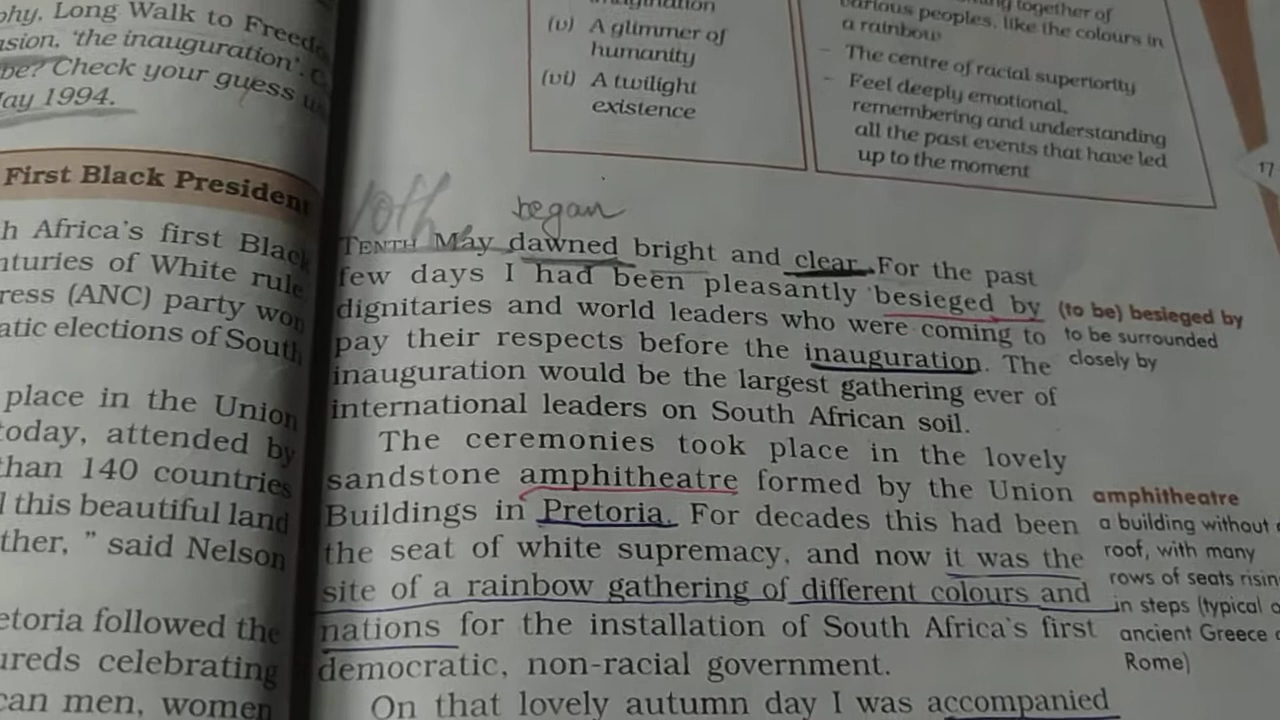 phy, Long Walk to
'the inauguration'.
be? Check your guess
May 1994.
First Black President
h Africa's first Black
nturies of White rule
ress (ANC) party won
atic elections of South
place in the Union
today, attended by
than 140 countries
this beautiful land
ther, " said Nelson
etoria followed the
celebrating
can men, women
together of
various peoples, like the colours in
a rainbow
(v) A glimmer of
humanity
(vi) A twilight
existence
– The centre of racial superiority
– Feel deeply emotional,
remembering and understanding
all the past events that have led
up to the moment
17
10th began
TENTH May dawned bright and clear. For the past
few days I had been pleasantly besieged by
dignitaries and world leaders who were coming to
pay their respects before the inauguration. The
inauguration would be the largest gathering ever of
international leaders on South African soil.
(to be) besieged by
to be surrounded
closely by
The ceremonies took place in the lovely
sandstone amphitheatre formed by the Union
Buildings in Pretoria. For decades this had been
the seat of white supremacy, and now it was the
site of a rainbow gathering of different colours and
nations for the installation of South Africa's first
democratic, non-racial government.
amphitheatre
a building without
roof, with many
rows of seats
in steps (typical
ancient Greece
Rome)
On that lovely autumn day I was accompanied